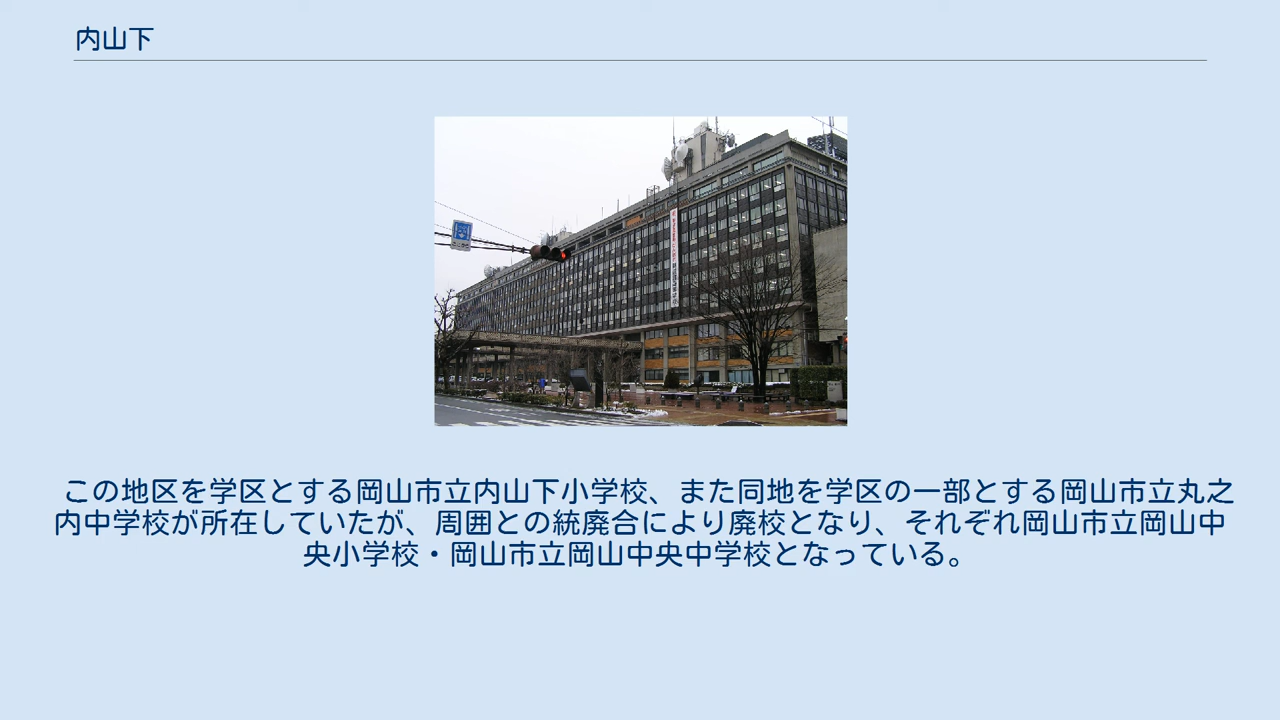 内山下
この地区を学区とする岡山市立内山下小学校、また同地を学区の一部とする岡山市立丸之
内中学校が所在していたが、周囲との統廃合により廃校となり、それぞれ岡山市立岡山中
央小学校・岡山市立岡山中央中学校となっている。